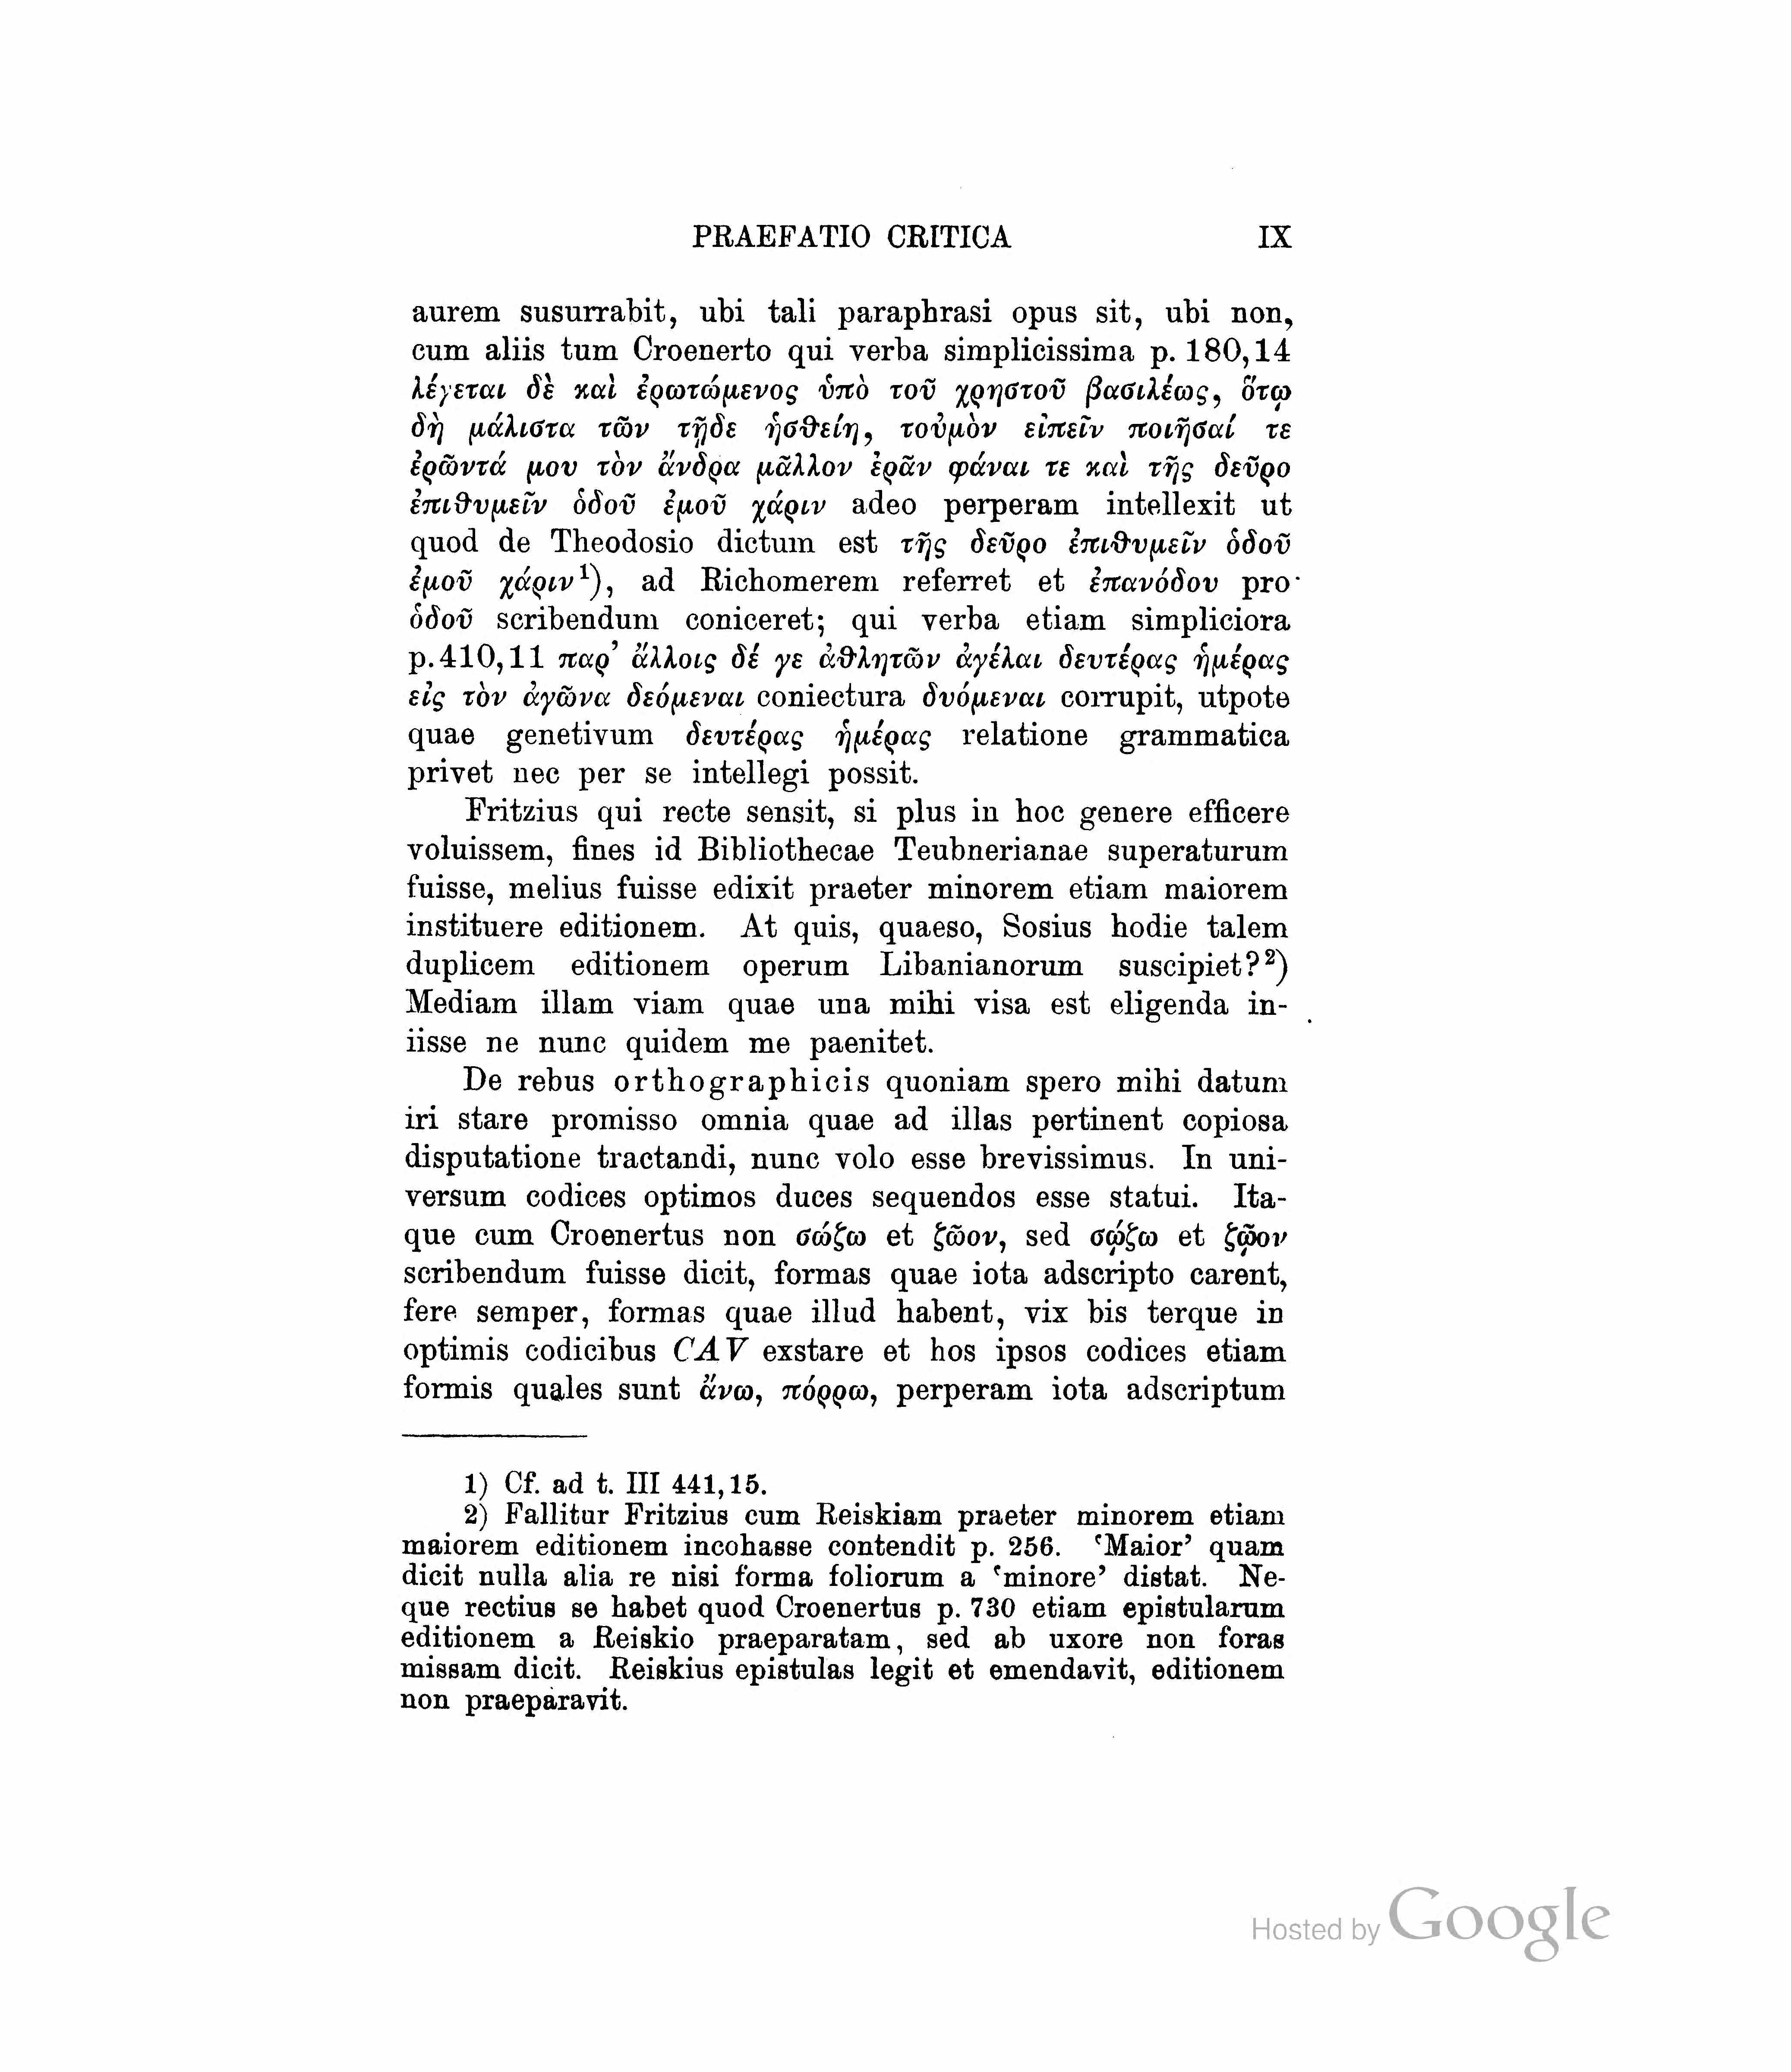 PRAEFATIO CRITICA IX
aurem susurrabit, ubi tali paraphrasi opus sit, ubi non,
cum aliis tum Croenerto qui verba simplicissima p. 180,14
λέγεται δὲ καὶ ἐρωτώμενος ὑπὸ τοῦ χρηστοῦ βασιλέως, ὅτῳ
δὴ μάλιστα τῶν τῇδε ἡσθείη, τοὐμὸν εἰπεῖν ποιῆσαί τε
ἐρῶντά μου τὸν ἄνδρα μᾶλλον ἐρᾶν φάναι τε καὶ τῆς δεῦρο
ἐπιθυμεῖν ὁδοῦ ἐμοῦ χάριν adeo perperam intellexit ut
quod de Theodosio dictum est τῆς δεῦρο ἐπιθυμεῖν ὁδοῦ
ἐμοῦ χάριν¹), ad Richomerem referret et ἐπανόδου pro
ὁδοῦ scribendum coniceret; qui verba etiam simpliciora
p. 410,11 παρ’ ἄλλοις δέ γε ἀθλητῶν ἀγέλαι δευτέρας ἡμέρας
εἰς τὸν ἀγῶνα δεόμεναι coniectura δυόμεναι corrupit, utpote
quae genetivum δευτέρας ἡμέρας relatione grammatica
privet nec per se intellegi possit.
Fritzius qui recte sensit, si plus in hoc genere efficere
voluissem, fines id Bibliothecae Teubnerianae superaturum
fuisse, melius fuisse edixit praeter minorem etiam maiorem
instituere editionem. At quis, quaeso, Sosius hodie talem
duplicem editionem operum Libanianorum suscipiet?²)
Mediam illam viam quae una mihi visa est eligenda in-
iisse ne nunc quidem me paenitet.
De rebus orthographicis quoniam spero mihi datum
iri stare promisso omnia quae ad illas pertinent copiosa
disputatione tractandi, nunc volo esse brevissimus. In uni-
versum codices optimos duces sequendos esse statui. Ita-
que cum Croenertus non σώζω et ζῶον, sed σῴζω et ζῷον
scribendum fuisse dicit, formas quae iota adscripto carent,
fere semper, formas quae illud habent, vix bis terque in
optimis codicibus CAV exstare et hos ipsos codices etiam
formis quales sunt ἄνω, πόρρω, perperam iota adscriptum
1) Cf. ad t. III 441,15.
2) Fallitur Fritzius cum Reiskiam praeter minorem etiam
maiorem editionem incohasse contendit p. 256. ‘Maior’ quam
dicit nulla alia re nisi forma foliorum a ‘minore’ distat. Ne-
que rectius se habet quod Croenertus p. 730 etiam epistularum
editionem a Reiskio praeparatam, sed ab uxore non foras
missam dicit. Reiskius epistulas legit et emendavit, editionem
non praeparavit.
Hosted by Google